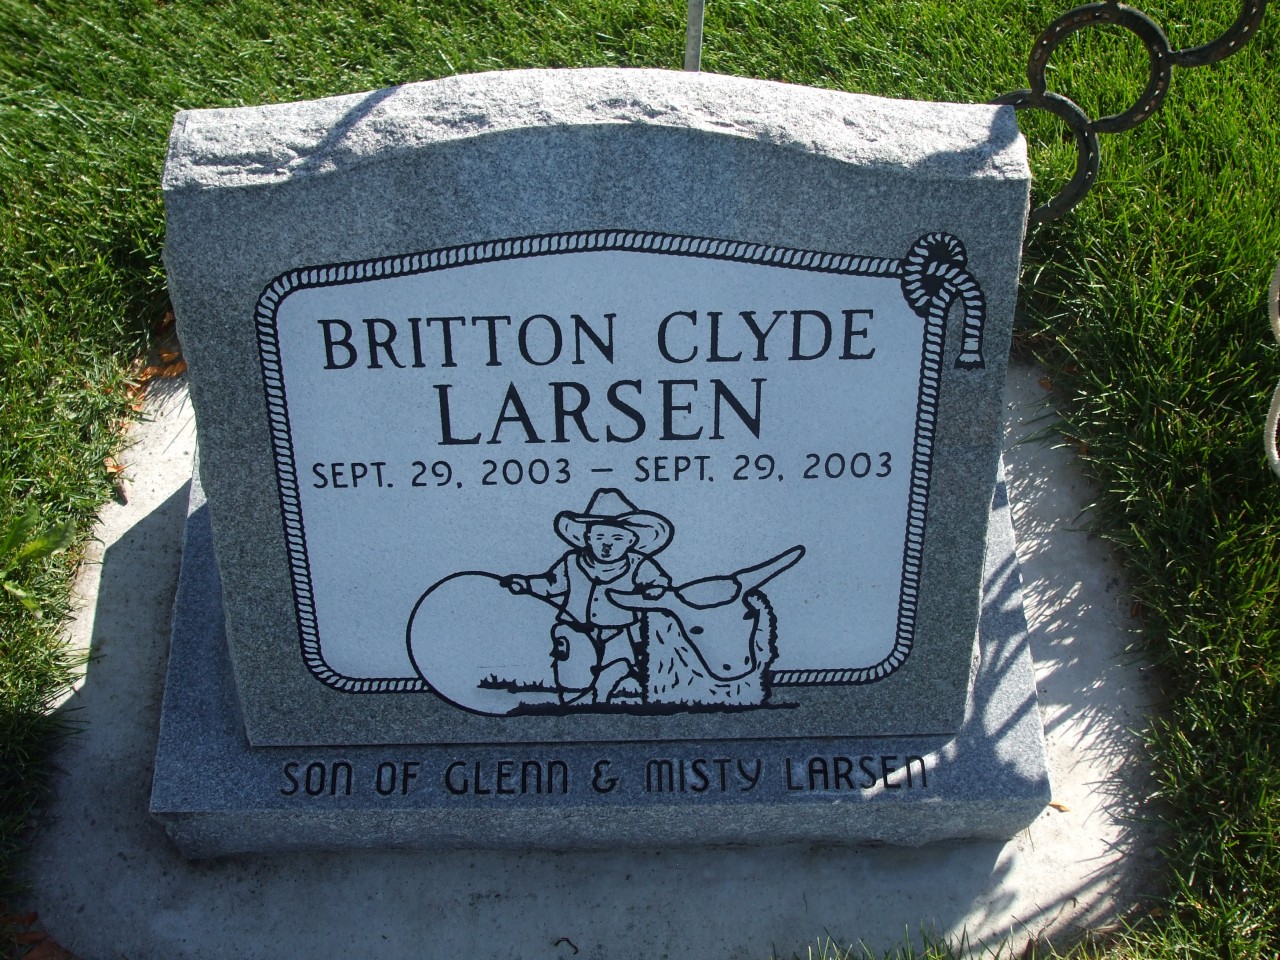 BRITTON CLYDE
LARSEN
SEPT. 29, 2003 – SEPT. 29, 2003
SON OF GLENN & MISTY LARSEN